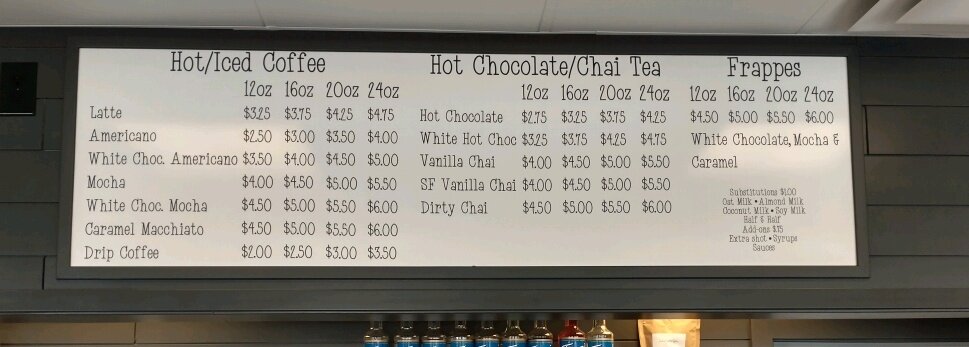 Hot/Iced Coffee
12oz 16oz 20oz 24oz
Latte $3.25 $3.75 $4.25 $4.75
Americano $2.50 $3.00 $3.50 $4.00
White Choc. Americano $3.50 $4.00 $4.50 $5.00
Mocha $4.00 $4.50 $5.00 $5.50
White Choc. Mocha $4.50 $5.00 $5.50 $6.00
Caramel Macchiato $4.50 $5.00 $5.50 $6.00
Drip Coffee $2.00 $2.50 $3.00 $3.50
Hot Chocolate/Chai Tea
12oz 16oz 20oz 24oz
Hot Chocolate $2.75 $3.25 $3.75 $4.25
White Hot Choc $3.25 $3.75 $4.25 $4.75
Vanilla Chai $4.00 $4.50 $5.00 $5.50
SF Vanilla Chai $4.00 $4.50 $5.00 $5.50
Dirty Chai $4.50 $5.00 $5.50 $6.00
Frappes
12oz 16oz 20oz 24oz
$4.50 $5.00 $5.50 $6.00
White Chocolate, Mocha &
Caramel
Substitutions $1.00
Oat Milk • Almond Milk
Coconut Milk • Soy Milk
Half & Half
Add-ons $.75
Extra shot • Syrups
Sauces